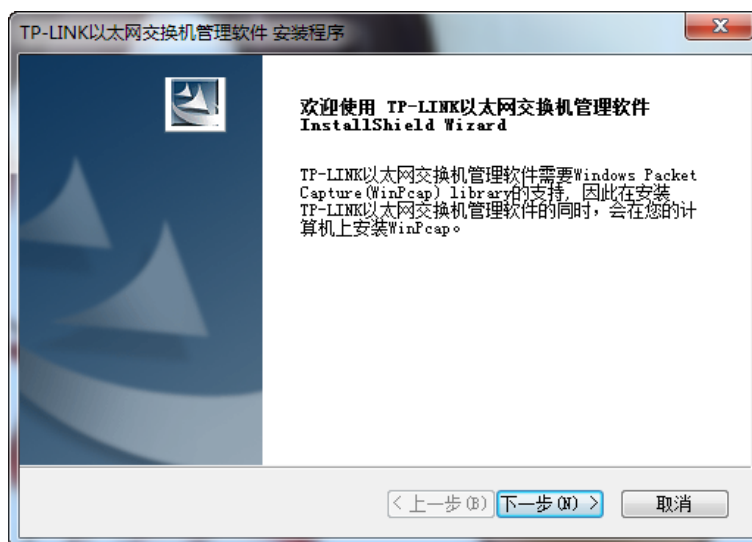 TP-LINK以太网交换机管理软件 安装程序
欢迎使用 TP-LINK以太网交换机管理软件
InstallShield Wizard
TP-LINK以太网交换机管理软件需要Windows Packet
Capture(WinPcap) library的支持, 因此在安装
TP-LINK以太网交换机管理软件的同时，会在您的计
算机上安装WinPcap。
< 上一步(B) 下一步(N) > 取消